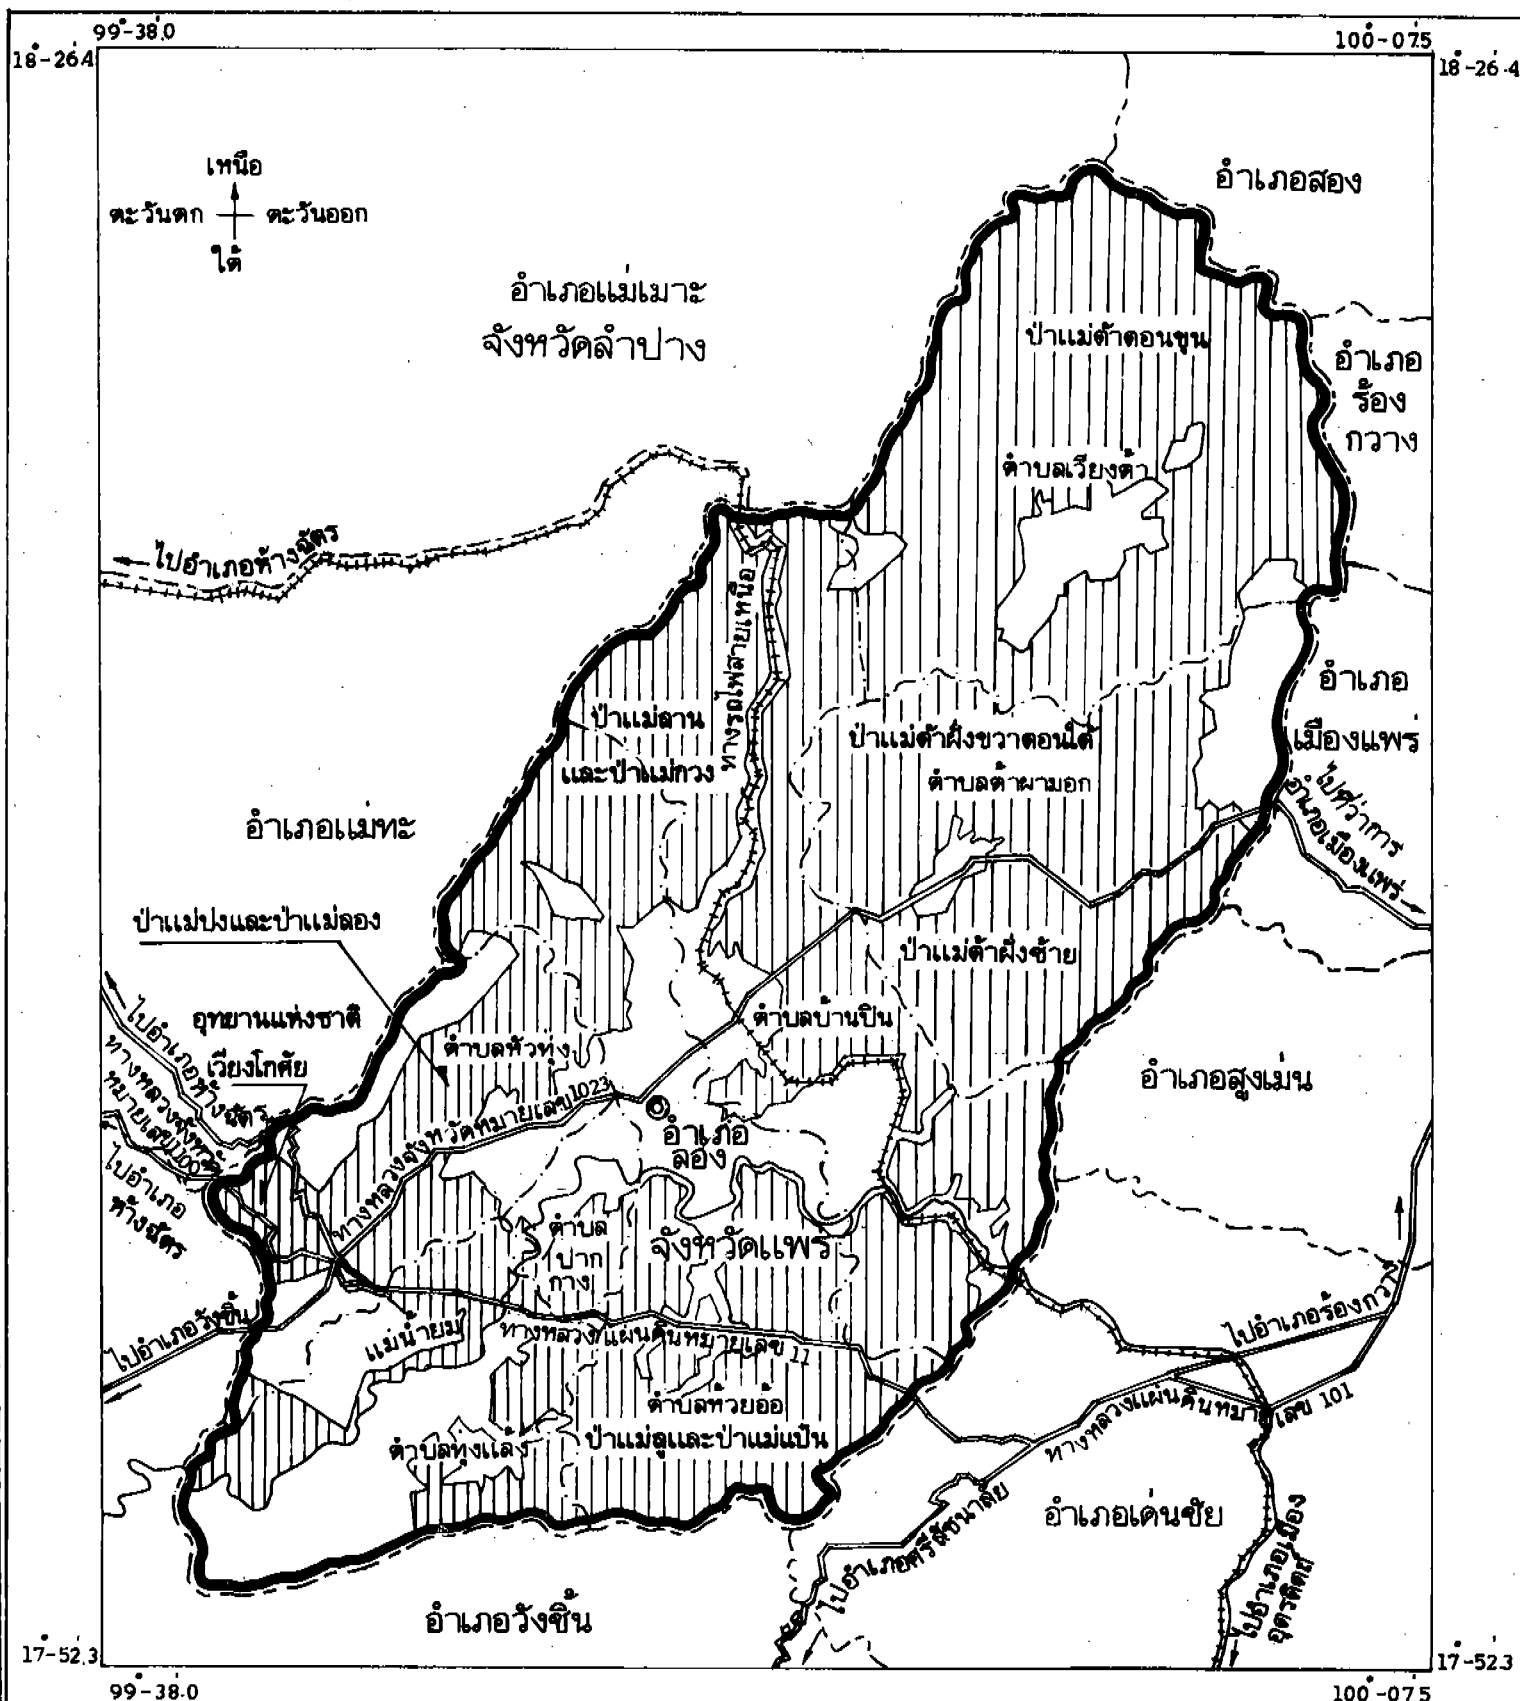 99°-38.0
100°-07.5
18°-26.4
18°-26.4
เหนือ
ตะวันตก
ตะวันออก
ใต้
อำเภอสอง
อำเภอแม่เมาะ
จังหวัดลำปาง
ป่าแม่ต้าตอนขุน
อำเภอ
ร้อง
กวาง
ตำบลเวียงต้า
ไปอำเภอห้างฉัตร
ทางรถไฟสายเหนือ
อำเภอ
เมืองแพร่
ป่าแม่ลาน
และป่าแม่กวง
ป่าแม่ต้าฝั่งขวาตอนใต้
ตำบลต้าผามอก
ไปที่ว่าการ
อำเภอเมืองแพร่
อำเภอแม่ทะ
ป่าแม่ปงและป่าแม่ลอง
ป่าแม่ต้าฝั่งซ้าย
อุทยานแห่งชาติ
เวียงโกศัย
ตำบลบ้านปิน
ตำบลหัวทุ่ง
ไปอำเภอห้างฉัตร
ทางหลวงจังหวัด
หมายเลข
ไปอำเภอ
ห้างฉัตร
ทางหลวงจังหวัดหมายเลข 1023
อำเภอ
ลอง
อำเภอสูงเม่น
ตำบล
ปาก
กาง
จังหวัดแพร่
ไปอำเภอวังชิ้น
แม่น้ำยม
ทางหลวงแผ่นดินหมายเลข 11
ไปอำเภอร้องกวาง
ตำบลห้วยอ้อ
ป่าแม่สูและป่าแม่แป้น
ตำบลทุ่งแล้ง
ทางหลวงแผ่นดินหมายเลข 101
อำเภอเด่นชัย
ไปอำเภอศรีสัชนาลัย
ไปอำเภอเมือง
อุตรดิตถ์
อำเภอวังชิ้น
17°-52.3
17°-52.3
99°-38.0
100°-07.5